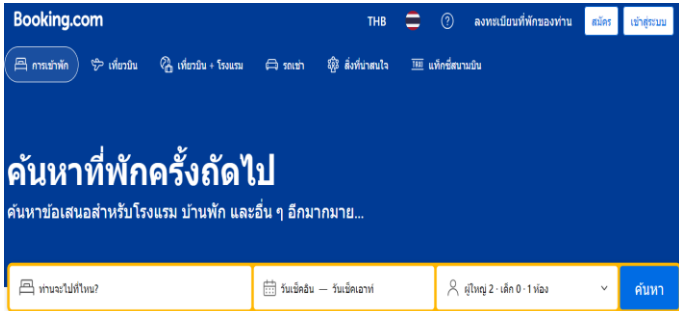 Booking.com
THB
ลงทะเบียนที่พักของท่าน
สมัคร
เข้าสู่ระบบ
การเข้าพัก
เที่ยวบิน
เที่ยวบิน + โรงแรม
รถเช่า
สิ่งที่น่าสนใจ
TAXI แท็กซี่สนามบิน
ค้นหาที่พักครั้งถัดไป
ค้นหาข้อเสนอสำหรับโรงแรม บ้านพัก และอื่น ๆ อีกมากมาย...
ท่านจะไปที่ไหน?
วันเช็คอิน — วันเช็คเอาท์
ผู้ใหญ่ 2 · เด็ก 0 · 1 ห้อง
ค้นหา